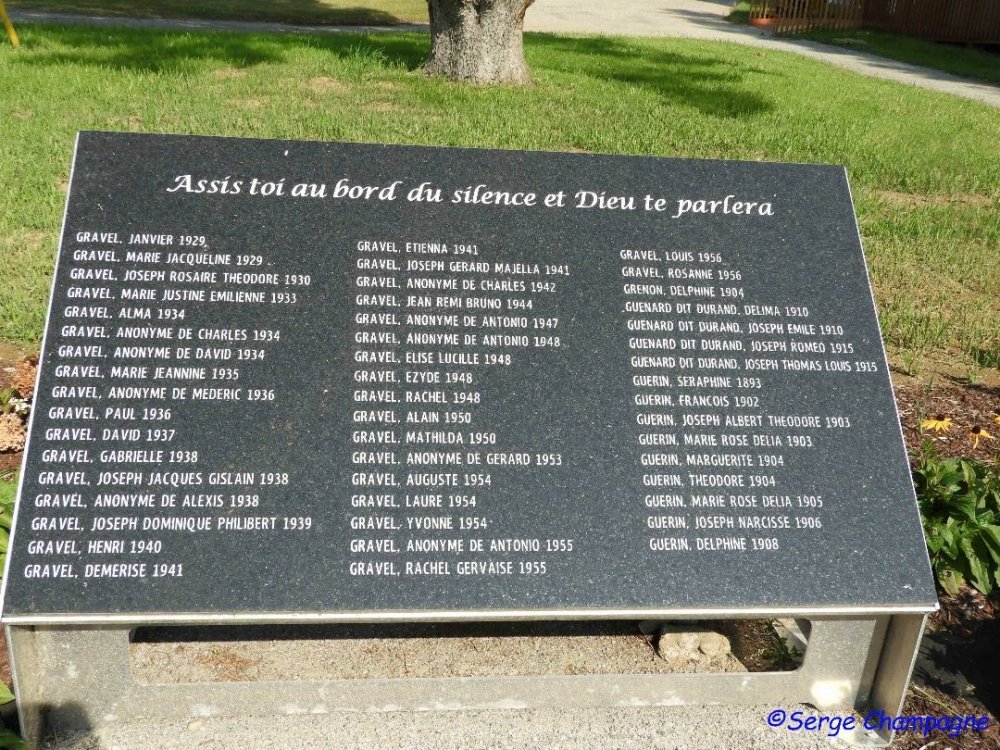 Assis toi au bord du silence et Dieu te parlera
GRAVEL, JANVIER 1929
GRAVEL, MARIE JACQUELINE 1929
GRAVEL, JOSEPH ROSAIRE THEODORE 1930
GRAVEL, MARIE JUSTINE EMILIENNE 1933
GRAVEL, ALMA 1934
GRAVEL, ANONYME DE CHARLES 1934
GRAVEL, ANONYME DE DAVID 1934
GRAVEL, MARIE JEANNINE 1935
GRAVEL, ANONYME DE MEDERIC 1936
GRAVEL, PAUL 1936
GRAVEL, DAVID 1937
GRAVEL, GABRIELLE 1938
GRAVEL, JOSEPH JACQUES GISLAIN 1938
GRAVEL, ANONYME DE ALEXIS 1938
GRAVEL, JOSEPH DOMINIQUE PHILIBERT 1939
GRAVEL, HENRI 1940
GRAVEL, DEMERISE 1941
GRAVEL, ETIENNA 1941
GRAVEL, JOSEPH GERARD MAJELLA 1941
GRAVEL, ANONYME DE CHARLES 1942
GRAVEL, JEAN REMI BRUNO 1944
GRAVEL, ANONYME DE ANTONIO 1947
GRAVEL, ANONYME DE ANTONIO 1948
GRAVEL, ELISE LUCILLE 1948
GRAVEL, EZYDE 1948
GRAVEL, RACHEL 1948
GRAVEL, ALAIN 1950
GRAVEL, MATHILDA 1950
GRAVEL, ANONYME DE GERARD 1953
GRAVEL, AUGUSTE 1954
GRAVEL, LAURE 1954
GRAVEL, YVONNE 1954
GRAVEL, ANONYME DE ANTONIO 1955
GRAVEL, RACHEL GERVAISE 1955
GRAVEL, LOUIS 1956
GRAVEL, ROSANNE 1956
GRENON, DELPHINE 1904
GUENARD DIT DURAND, DELIMA 1910
GUENARD DIT DURAND, JOSEPH EMILE 1910
GUENARD DIT DURAND, JOSEPH ROMEO 1915
GUENARD DIT DURAND, JOSEPH THOMAS LOUIS 1915
GUERIN, SERAPHINE 1893
GUERIN, FRANCOIS 1902
GUERIN, JOSEPH ALBERT THEODORE 1903
GUERIN, MARIE ROSE DELIA 1903
GUERIN, MARGUERITE 1904
GUERIN, THEODORE 1904
GUERIN, MARIE ROSE DELIA 1905
GUERIN, JOSEPH NARCISSE 1906
GUERIN, DELPHINE 1908
©Serge Champagne